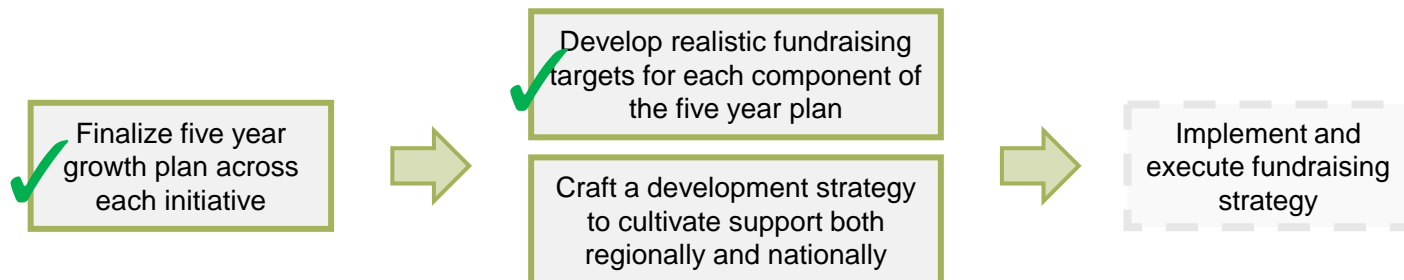 Finalize five year
growth plan across
each initiative
Develop realistic fundraising
targets for each component of
the five year plan
Craft a development strategy
to cultivate support both
regionally and nationally
Implement and
execute fundraising
strategy